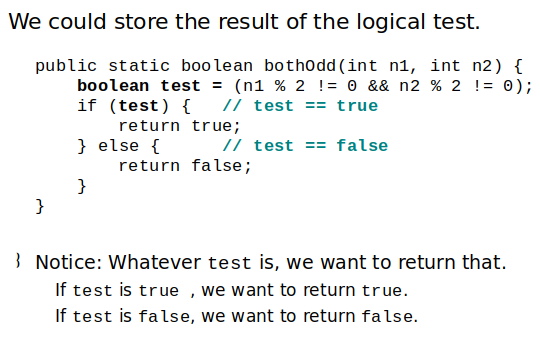 We could store the result of the logical test.
public static boolean bothOdd(int n1, int n2) {
    boolean test = (n1 % 2 != 0 && n2 % 2 != 0);
    if (test) {   // test == true
        return true;
    } else {      // test == false
        return false;
    }
}
Notice: Whatever test is, we want to return that.
If test is true , we want to return true.
If test is false, we want to return false.